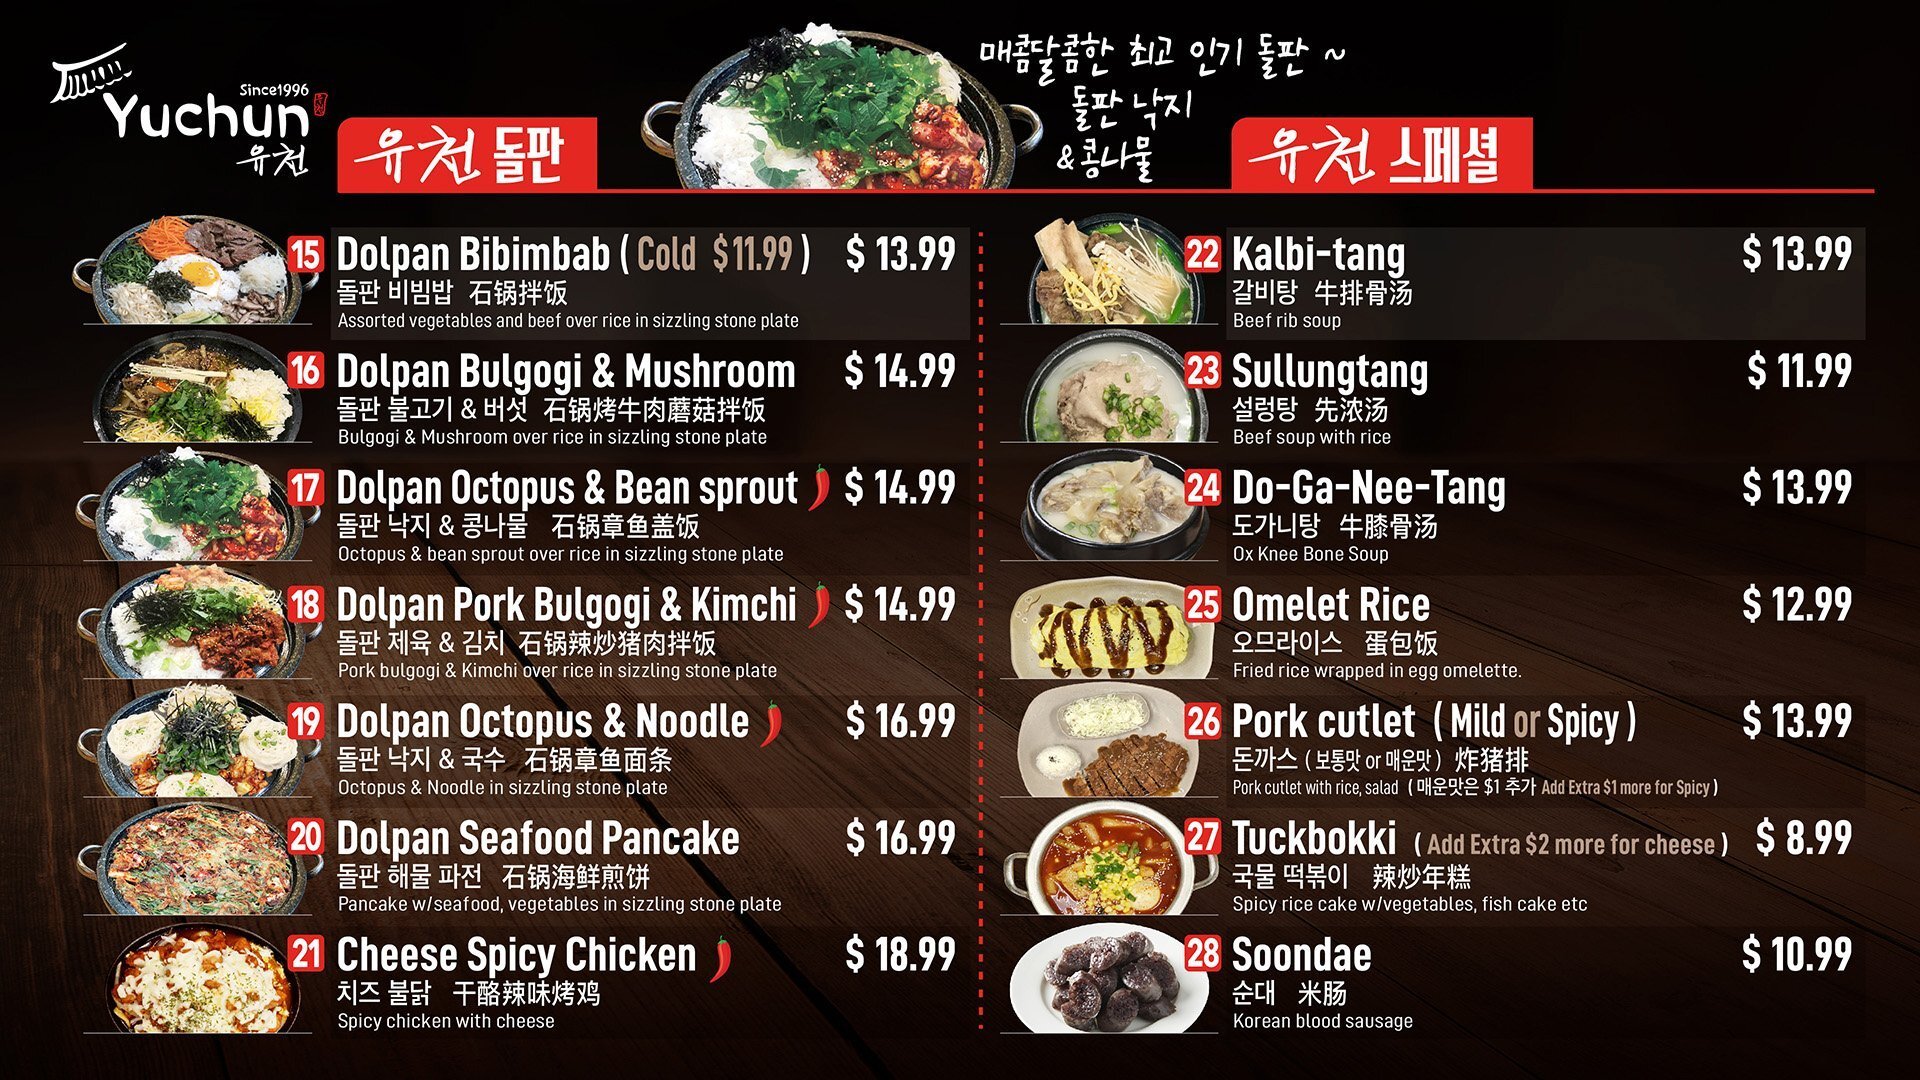 Since1996
Yuchun
유천
유천 돌판
매콤달콤한 최고 인기 돌판 ~
돌판 낙지
&콩나물
유천 스페셜
15 Dolpan Bibimbab ( Cold $11.99 ) $ 13.99
돌판 비빔밥 石锅拌饭
Assorted vegetables and beef over rice in sizzling stone plate
16 Dolpan Bulgogi & Mushroom $ 14.99
돌판 불고기 & 버섯 石锅烤牛肉蘑菇拌饭
Bulgogi & Mushroom over rice in sizzling stone plate
17 Dolpan Octopus & Bean sprout $ 14.99
돌판 낙지 & 콩나물 石锅章鱼盖饭
Octopus & bean sprout over rice in sizzling stone plate
18 Dolpan Pork Bulgogi & Kimchi $ 14.99
돌판 제육 & 김치 石锅辣炒猪肉拌饭
Pork bulgogi & Kimchi over rice in sizzling stone plate
19 Dolpan Octopus & Noodle $ 16.99
돌판 낙지 & 국수 石锅章鱼面条
Octopus & Noodle in sizzling stone plate
20 Dolpan Seafood Pancake $ 16.99
돌판 해물 파전 石锅海鲜煎饼
Pancake w/seafood, vegetables in sizzling stone plate
21 Cheese Spicy Chicken $ 18.99
치즈 불닭 干酪辣味烤鸡
Spicy chicken with cheese
22 Kalbi-tang $ 13.99
갈비탕 牛排骨汤
Beef rib soup
23 Sullungtang $ 11.99
설렁탕 先浓汤
Beef soup with rice
24 Do-Ga-Nee-Tang $ 13.99
도가니탕 牛膝骨汤
Ox Knee Bone Soup
25 Omelet Rice $ 12.99
오므라이스 蛋包饭
Fried rice wrapped in egg omelette.
26 Pork cutlet ( Mild or Spicy ) $ 13.99
돈까스 ( 보통맛 or 매운맛 ) 炸猪排
Pork cutlet with rice, salad ( 매운맛은 $1 추가 Add Extra $1 more for Spicy )
27 Tuckbokki ( Add Extra $2 more for cheese ) $ 8.99
국물 떡볶이 辣炒年糕
Spicy rice cake w/vegetables, fish cake etc
28 Soondae $ 10.99
순대 米肠
Korean blood sausage